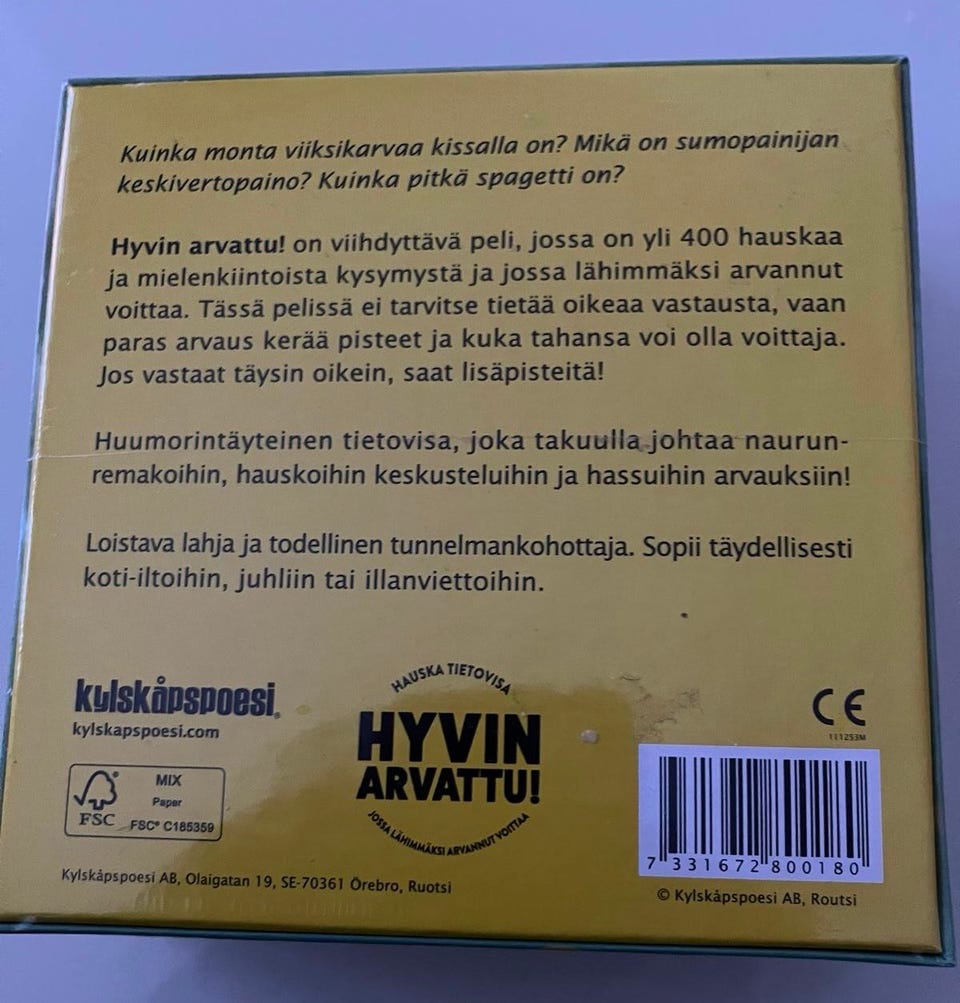 Kuinka monta viiksikarvaa kissalla on? Mikä on sumopainijan
keskivertopaino? Kuinka pitkä spagetti on?
Hyvin arvattu! on viihdyttävä peli, jossa on yli 400 hauskaa
ja mielenkiintoista kysymystä ja jossa lähimmäksi arvannut
voittaa. Tässä pelissä ei tarvitse tietää oikeaa vastausta, vaan
paras arvaus kerää pisteet ja kuka tahansa voi olla voittaja.
Jos vastaat täysin oikein, saat lisäpisteitä!
Huumorintäyteinen tietovisa, joka takuulla johtaa naurun-
remakoihin, hauskoihin keskusteluihin ja hassuihin arvauksiin!
Loistava lahja ja todellinen tunnelmankohottaja. Sopii täydellisesti
koti-iltoihin, juhliin tai illanviettoihin.
kylskåpspoesi®
kylskapspoesi.com
FSC
MIX
Paper
FSC® C185359
HAUSKA TIETOVISA
HYVIN
ARVATTU!
JOSSA LÄHIMMÄKSI ARVANNUT VOITTAA
CE
111253M
7 331672 800180
Kylskåpspoesi AB, Olaigatan 19, SE-70361 Örebro, Ruotsi
© Kylskåpspoesi AB, Routsi